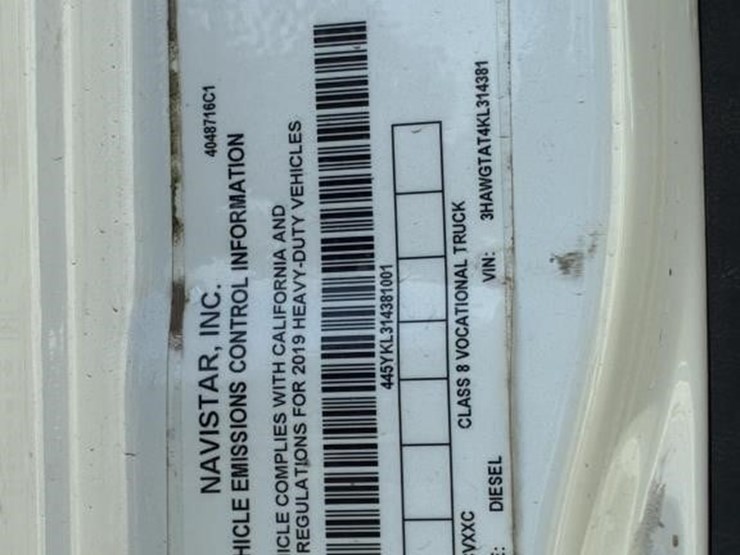 4048716C1
NAVISTAR, INC.
HICLE EMISSIONS CONTROL INFORMATION
ICLE COMPLIES WITH CALIFORNIA AND
REGULATIONS FOR 2019 HEAVY-DUTY VEHICLES
445YKL314381001
VXXC CLASS 8 VOCATIONAL TRUCK
DIESEL VIN: 3HAWGTAT4KL314381